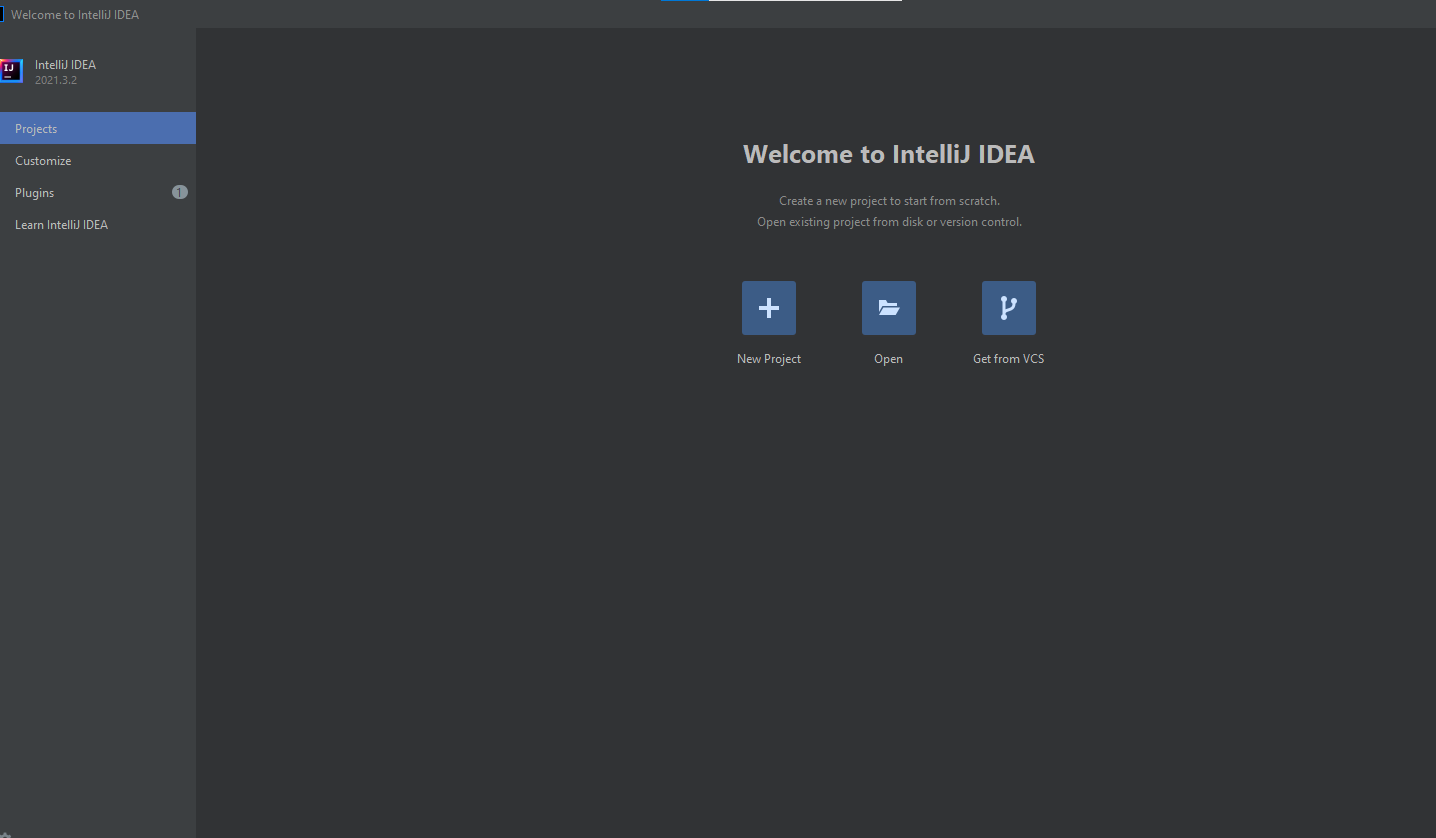 Welcome to IntelliJ IDEA
IJ
IntelliJ IDEA
2021.3.2
Projects
Customize
Plugins 1
Learn IntelliJ IDEA
Welcome to IntelliJ IDEA
Create a new project to start from scratch.
Open existing project from disk or version control.
New Project
Open
Get from VCS